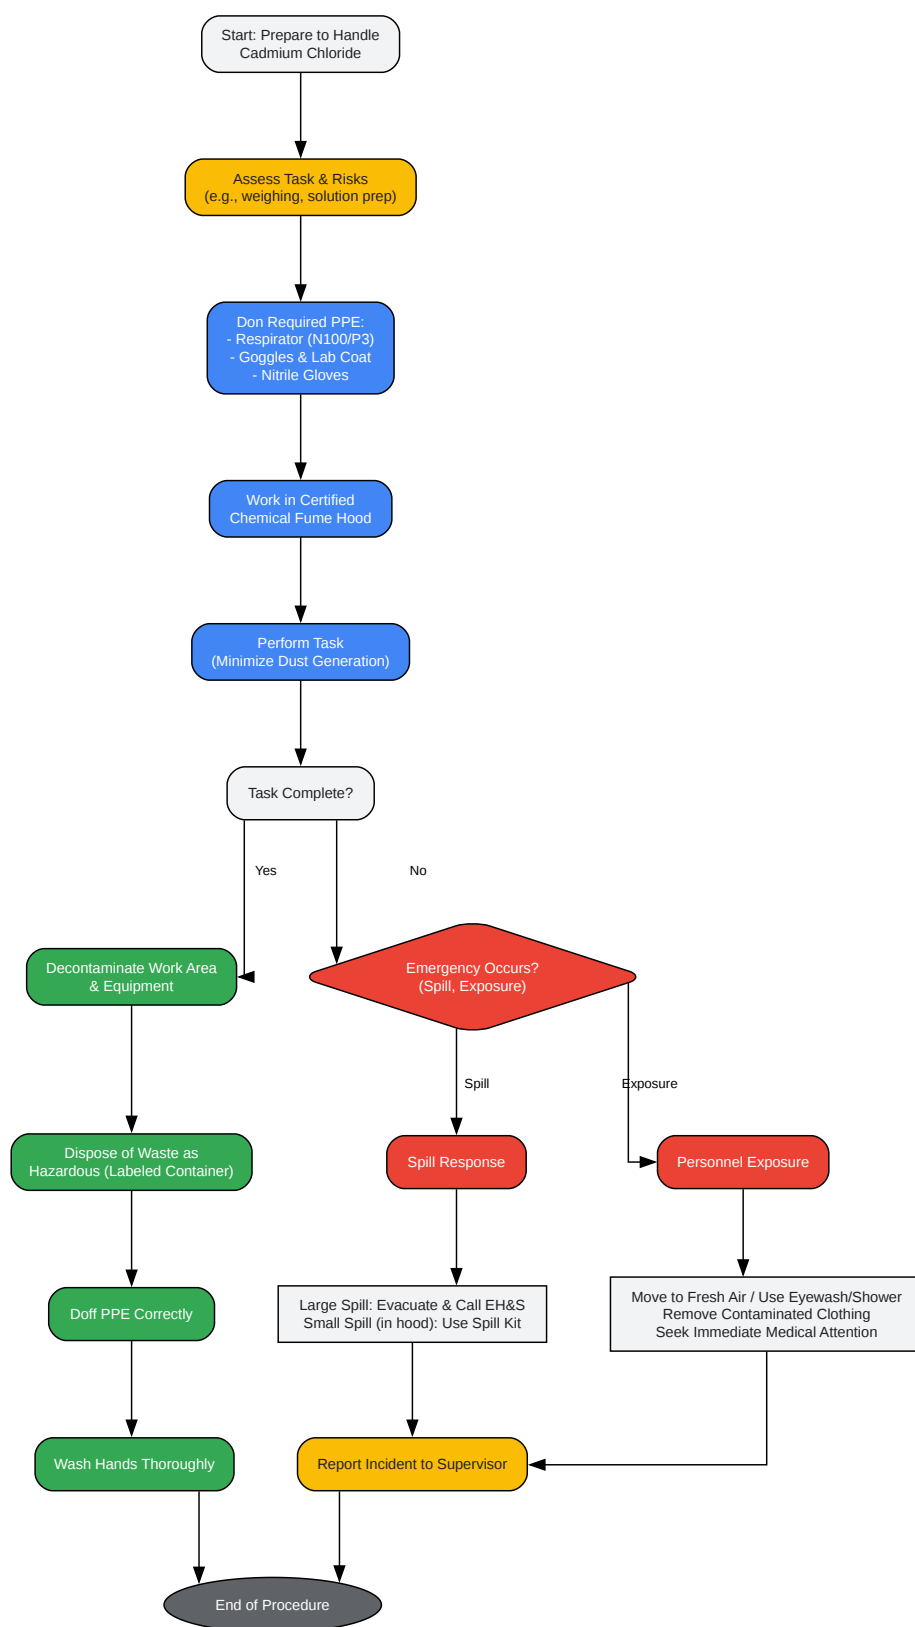 Start: Prepare to Handle
Cadmium Chloride
Assess Task & Risks
(e.g., weighing, solution prep)
Don Required PPE:
- Respirator (N100/P3)
- Goggles & Lab Coat
- Nitrile Gloves
Work in Certified
Chemical Fume Hood
Perform Task
(Minimize Dust Generation)
Task Complete?
Yes
No
Decontaminate Work Area
& Equipment
Emergency Occurs?
(Spill, Exposure)
Spill
Exposure
Dispose of Waste as
Hazardous (Labeled Container)
Spill Response
Personnel Exposure
Doff PPE Correctly
Large Spill: Evacuate & Call EH&S
Small Spill (in hood): Use Spill Kit
Move to Fresh Air / Use Eyewash/Shower
Remove Contaminated Clothing
Seek Immediate Medical Attention
Wash Hands Thoroughly
Report Incident to Supervisor
End of Procedure